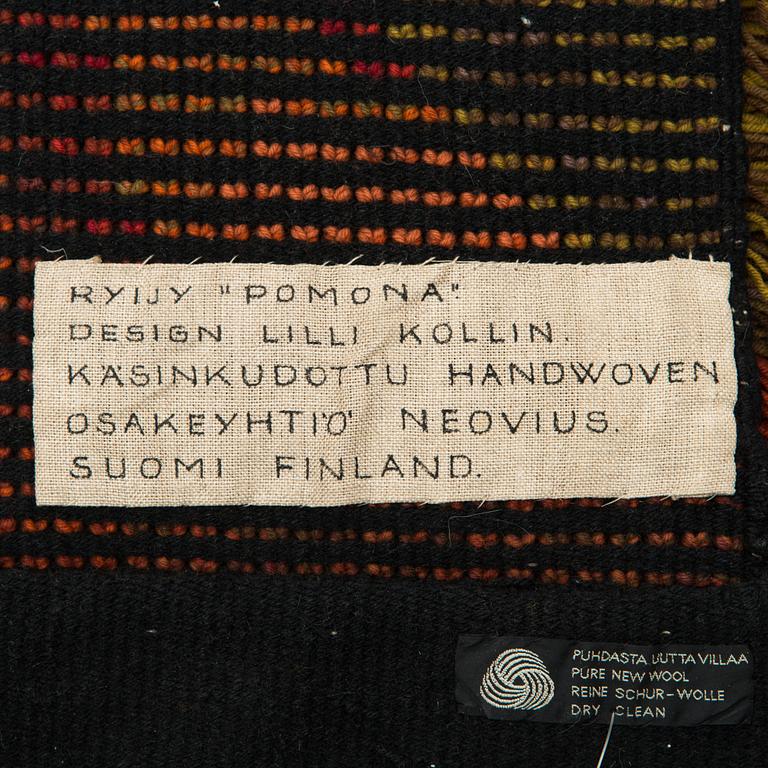 RYIJY "POMONA".
DESIGN LILLI KOLLIN.
KÄSINKUDOTTU HANDWOVEN
OSAKEYHTIÖ NEOVIUS.
SUOMI FINLAND.
PUHDASTA UUTTA VILLAA
PURE NEW WOOL
REINE SCHUR-WOLLE
DRY CLEAN